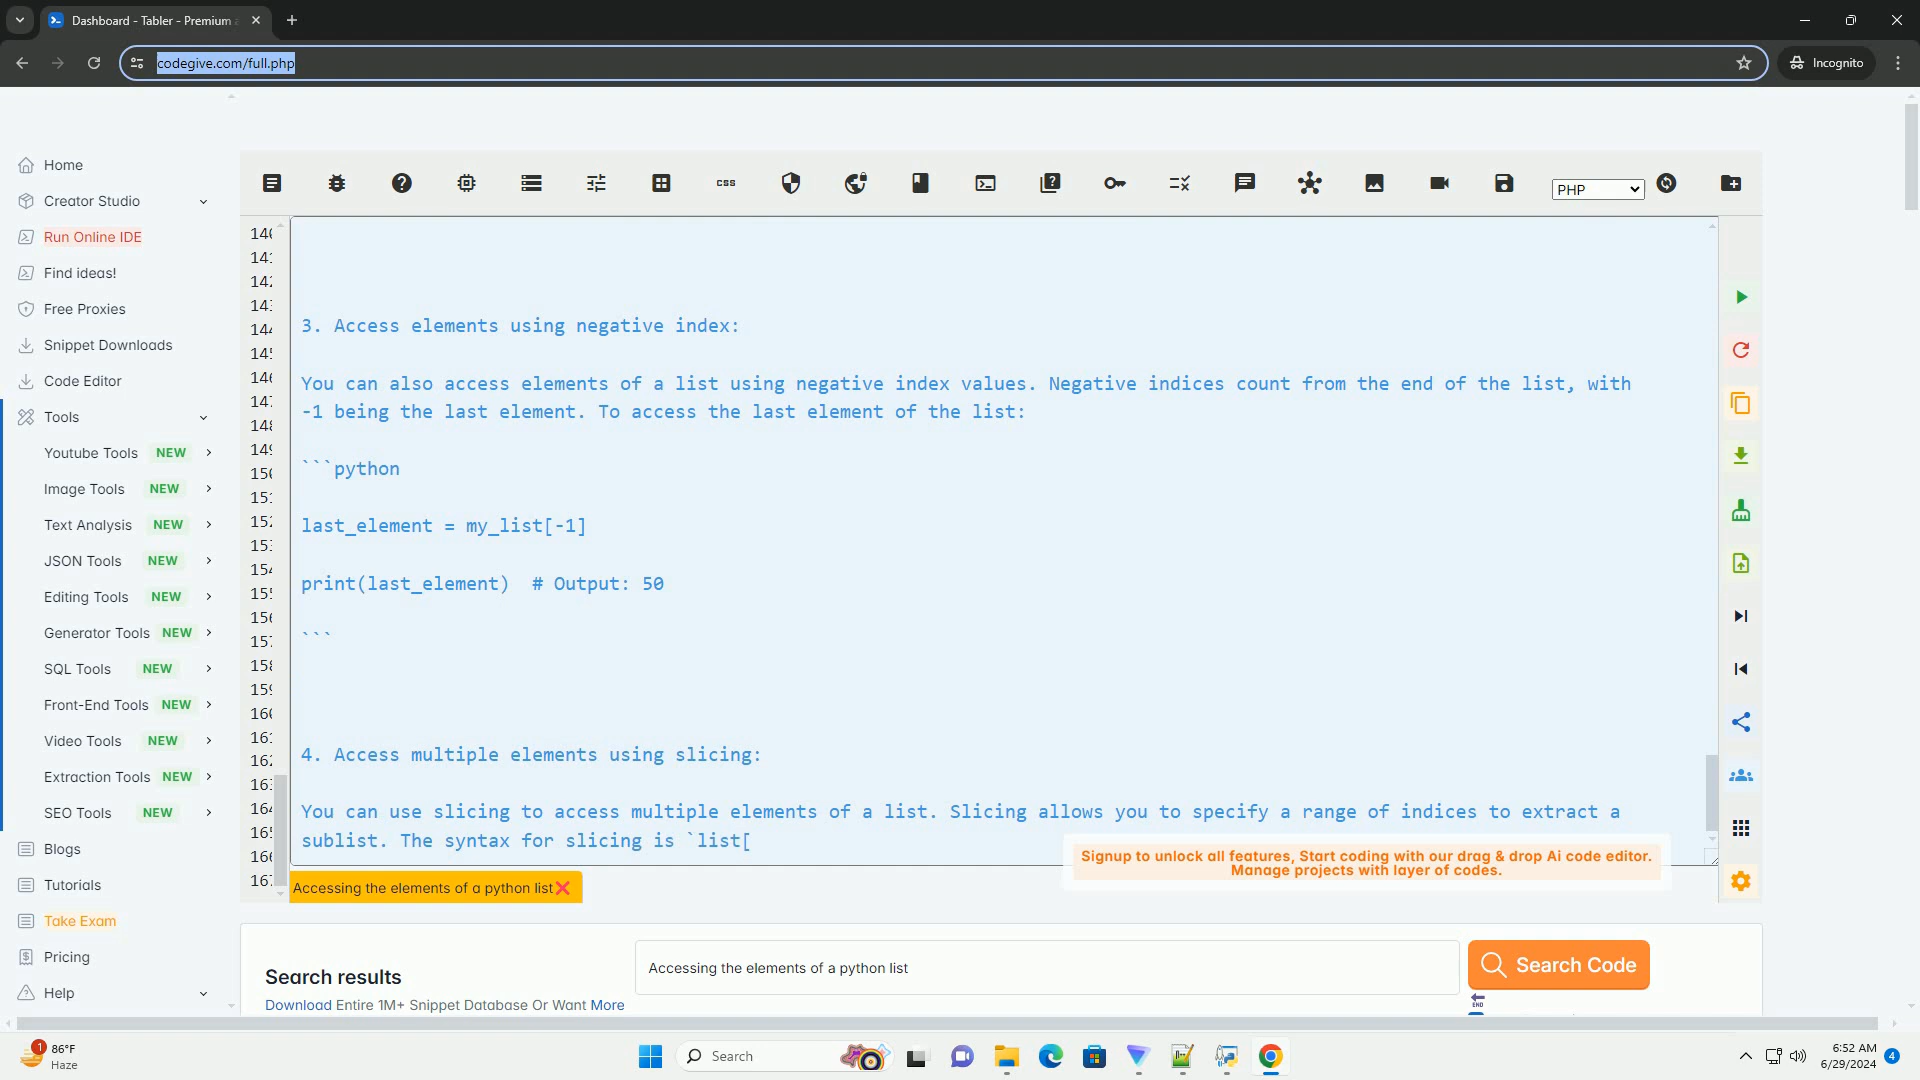 Dashboard - Tabler - Premium
codegive.com/full.php
Incognito
Home
Creator Studio
Run Online IDE
Find ideas!
Free Proxies
Snippet Downloads
Code Editor
Tools
Youtube Tools NEW
Image Tools NEW
Text Analysis NEW
JSON Tools NEW
Editing Tools NEW
Generator Tools NEW
SQL Tools NEW
Front-End Tools NEW
Video Tools NEW
Extraction Tools NEW
SEO Tools NEW
Blogs
Tutorials
Take Exam
Pricing
Help
css
PHP
3. Access elements using negative index:
You can also access elements of a list using negative index values. Negative indices count from the end of the list, with
-1 being the last element. To access the last element of the list:
```python
last_element = my_list[-1]
print(last_element)  # Output: 50
```
4. Access multiple elements using slicing:
You can use slicing to access multiple elements of a list. Slicing allows you to specify a range of indices to extract a
sublist. The syntax for slicing is `list[
Signup to unlock all features, Start coding with our drag & drop Ai code editor.
Manage projects with layer of codes.
Accessing the elements of a python list
Search results
Download Entire 1M+ Snippet Database Or Want More
Accessing the elements of a python list
Search Code
END
1
86°F
Haze
Search
6:52 AM
6/29/2024
4